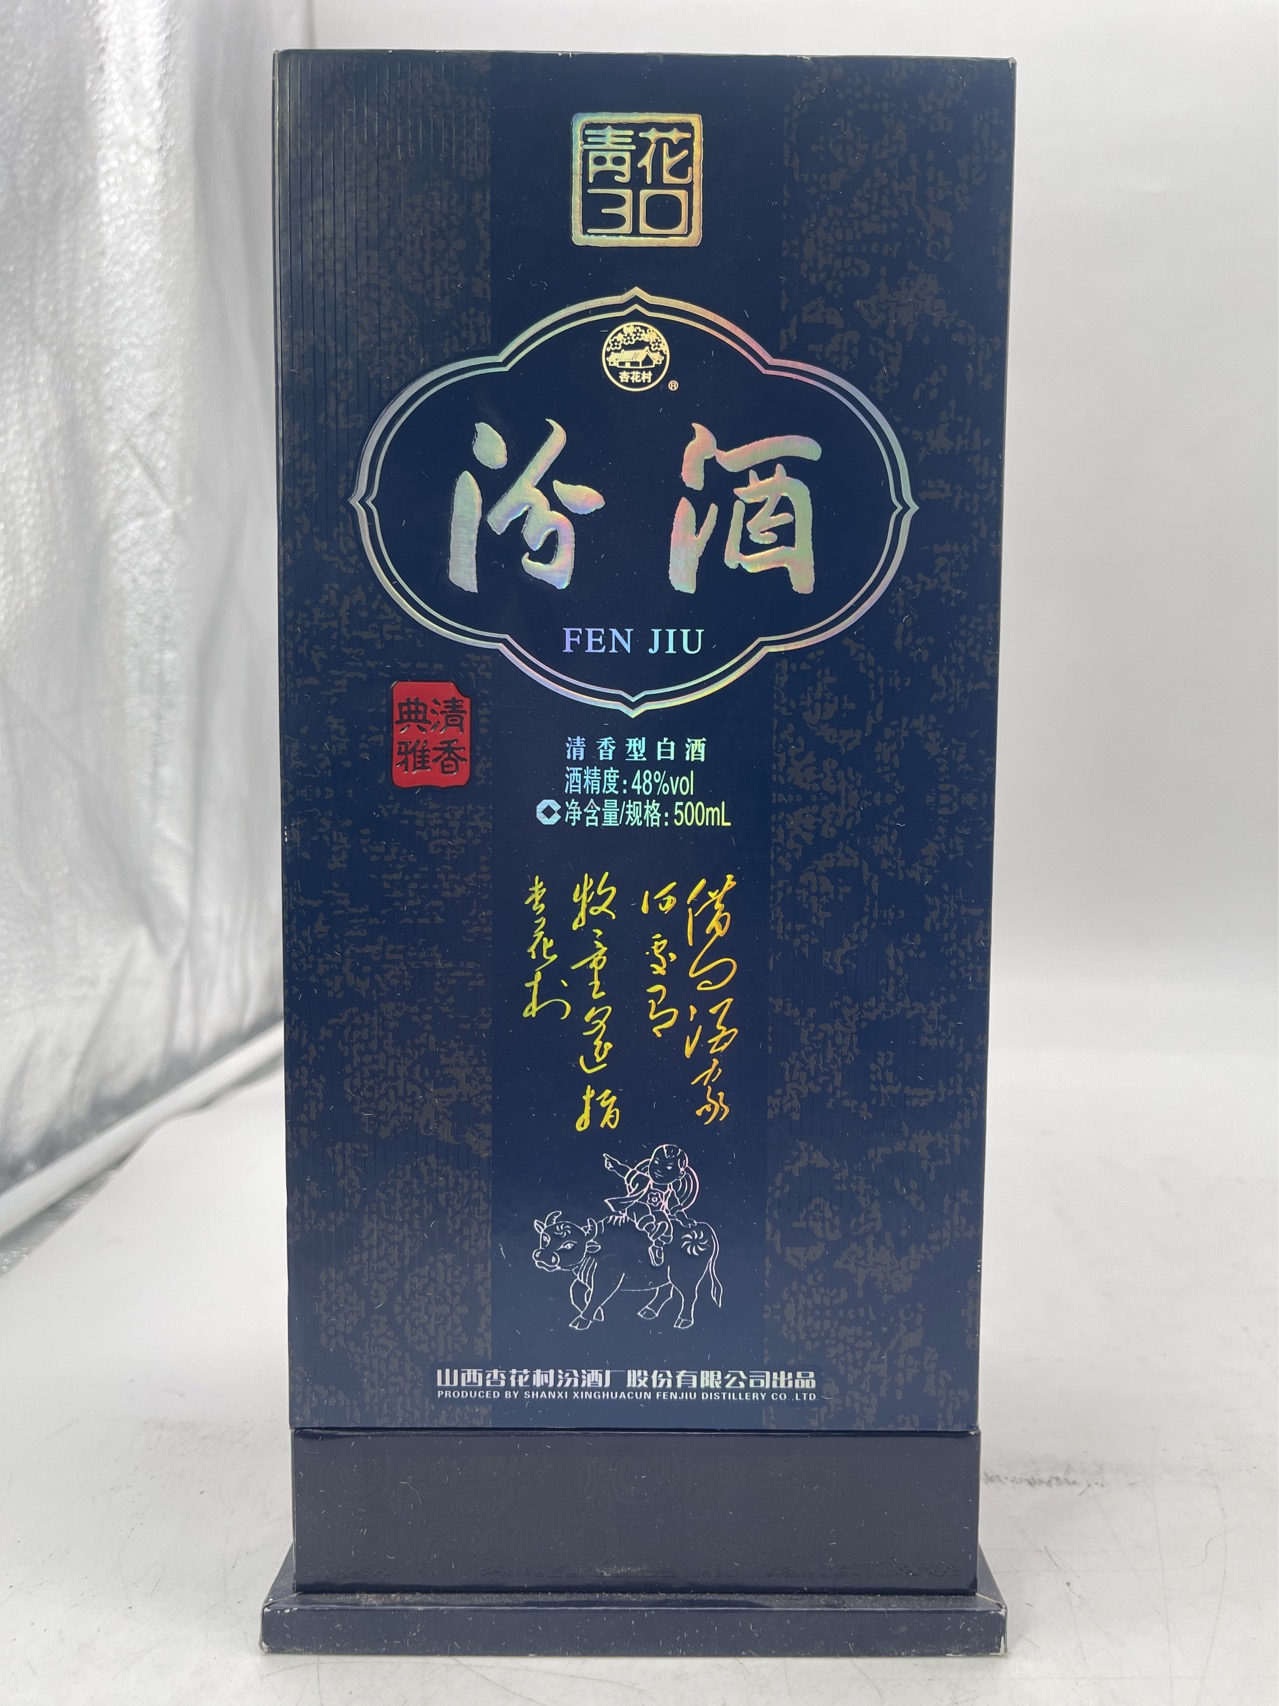 青花
30
杏花村
®
汾酒
FEN JIU
清香
典雅
清香型白酒
酒精度:48%vol
净含量/规格:500mL
借问酒家
何处有
牧童遥指
杏花村
山西杏花村汾酒厂股份有限公司出品
PRODUCED BY SHANXI XINGHUACUN FENJIU DISTILLERY CO.,LTD